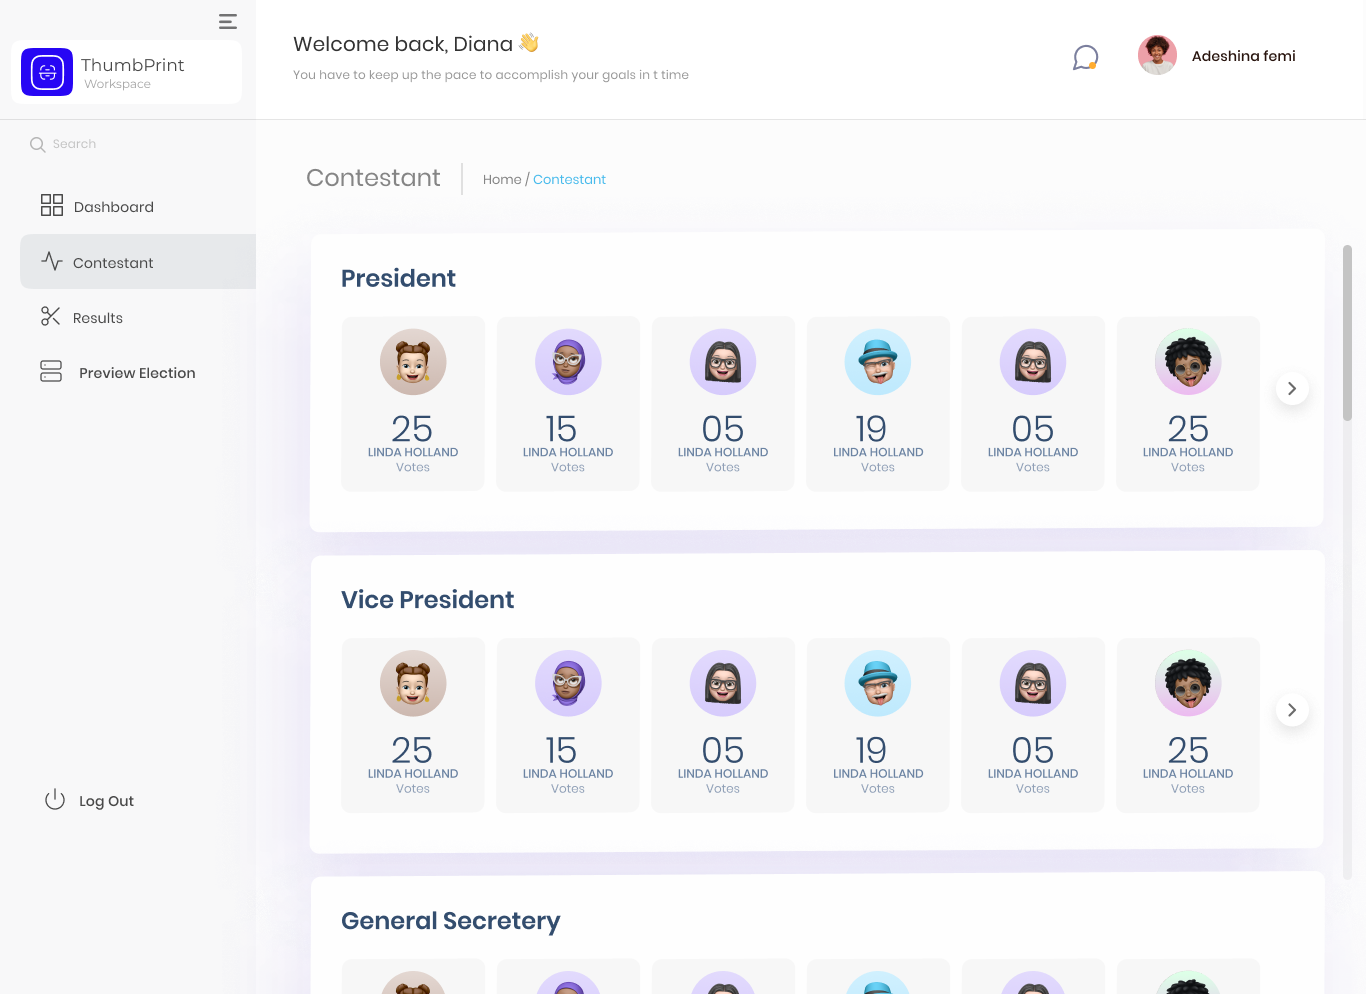 ThumbPrint
Workspace
Search
Dashboard
Contestant
Results
Preview Election
Log Out
Welcome back, Diana 👋
You have to keep up the pace to accomplish your goals in t time
Adeshina femi
Contestant
Home / Contestant
President
25 15 05 19 05 25
LINDA HOLLAND LINDA HOLLAND LINDA HOLLAND LINDA HOLLAND LINDA HOLLAND LINDA HOLLAND
Votes Votes Votes Votes Votes Votes
Vice President
25 15 05 19 05 25
LINDA HOLLAND LINDA HOLLAND LINDA HOLLAND LINDA HOLLAND LINDA HOLLAND LINDA HOLLAND
Votes Votes Votes Votes Votes Votes
General Secretery